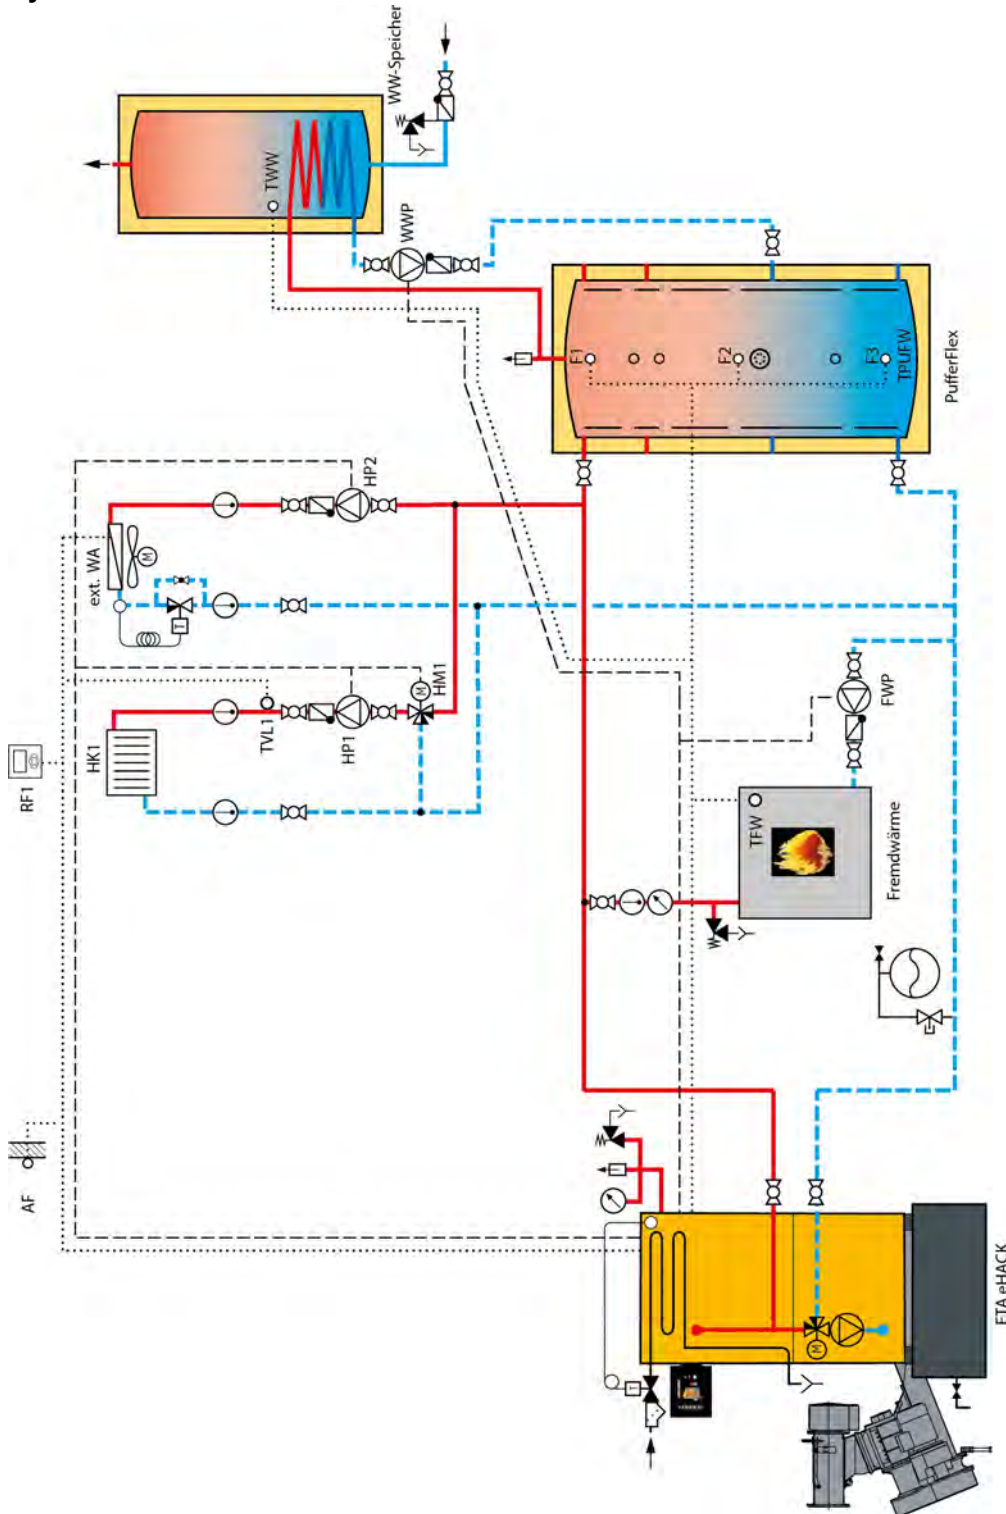 WW-Speicher
TWW
WWP
F1
F2
F3
TPUFW
PufferFlex
HP2
ext. WA
M
T
HM1
M
HP1
TVL1
HK1
RF1
FWP
TFW
Fremdwärme
AF
T
M
ETA eHACK